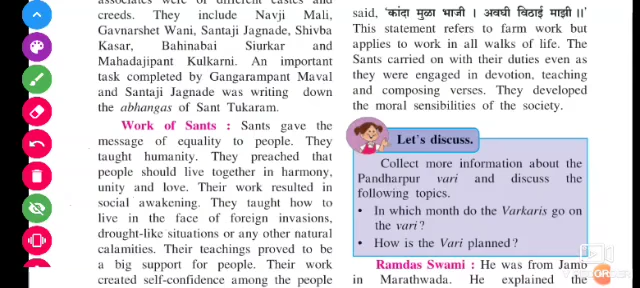 associates were of different castes and
creeds. They include Navji Mali,
Gavnarshet Wani, Santaji Jagnade, Shivba
Kasar, Bahinabai Siurkar and
Mahadajipant Kulkarni. An important
task completed by Gangarampant Maval
and Santaji Jagnade was writing down
the abhangas of Sant Tukaram.
Work of Sants : Sants gave the
message of equality to people. They
taught humanity. They preached that
people should live together in harmony,
unity and love. Their work resulted in
social awakening. They taught how to
live in the face of foreign invasions,
drought-like situations or any other natural
calamities. Their teachings proved to be
a big support for people. Their work
created self-confidence among the people
said, ‘कांदा मुळा भाजी । अवघी विठाई माझी ।।’
This statement refers to farm work but
applies to work in all walks of life. The
Sants carried on with their duties even as
they were engaged in devotion, teaching
and composing verses. They developed
the moral sensibilities of the society.
Let's discuss.
Collect more information about the
Pandharpur vari and discuss the
following topics.
• In which month do the Varkaris go on
the vari?
• How is the Vari planned?
Ramdas Swami : He was from Jamb
in Marathwada. He explained the